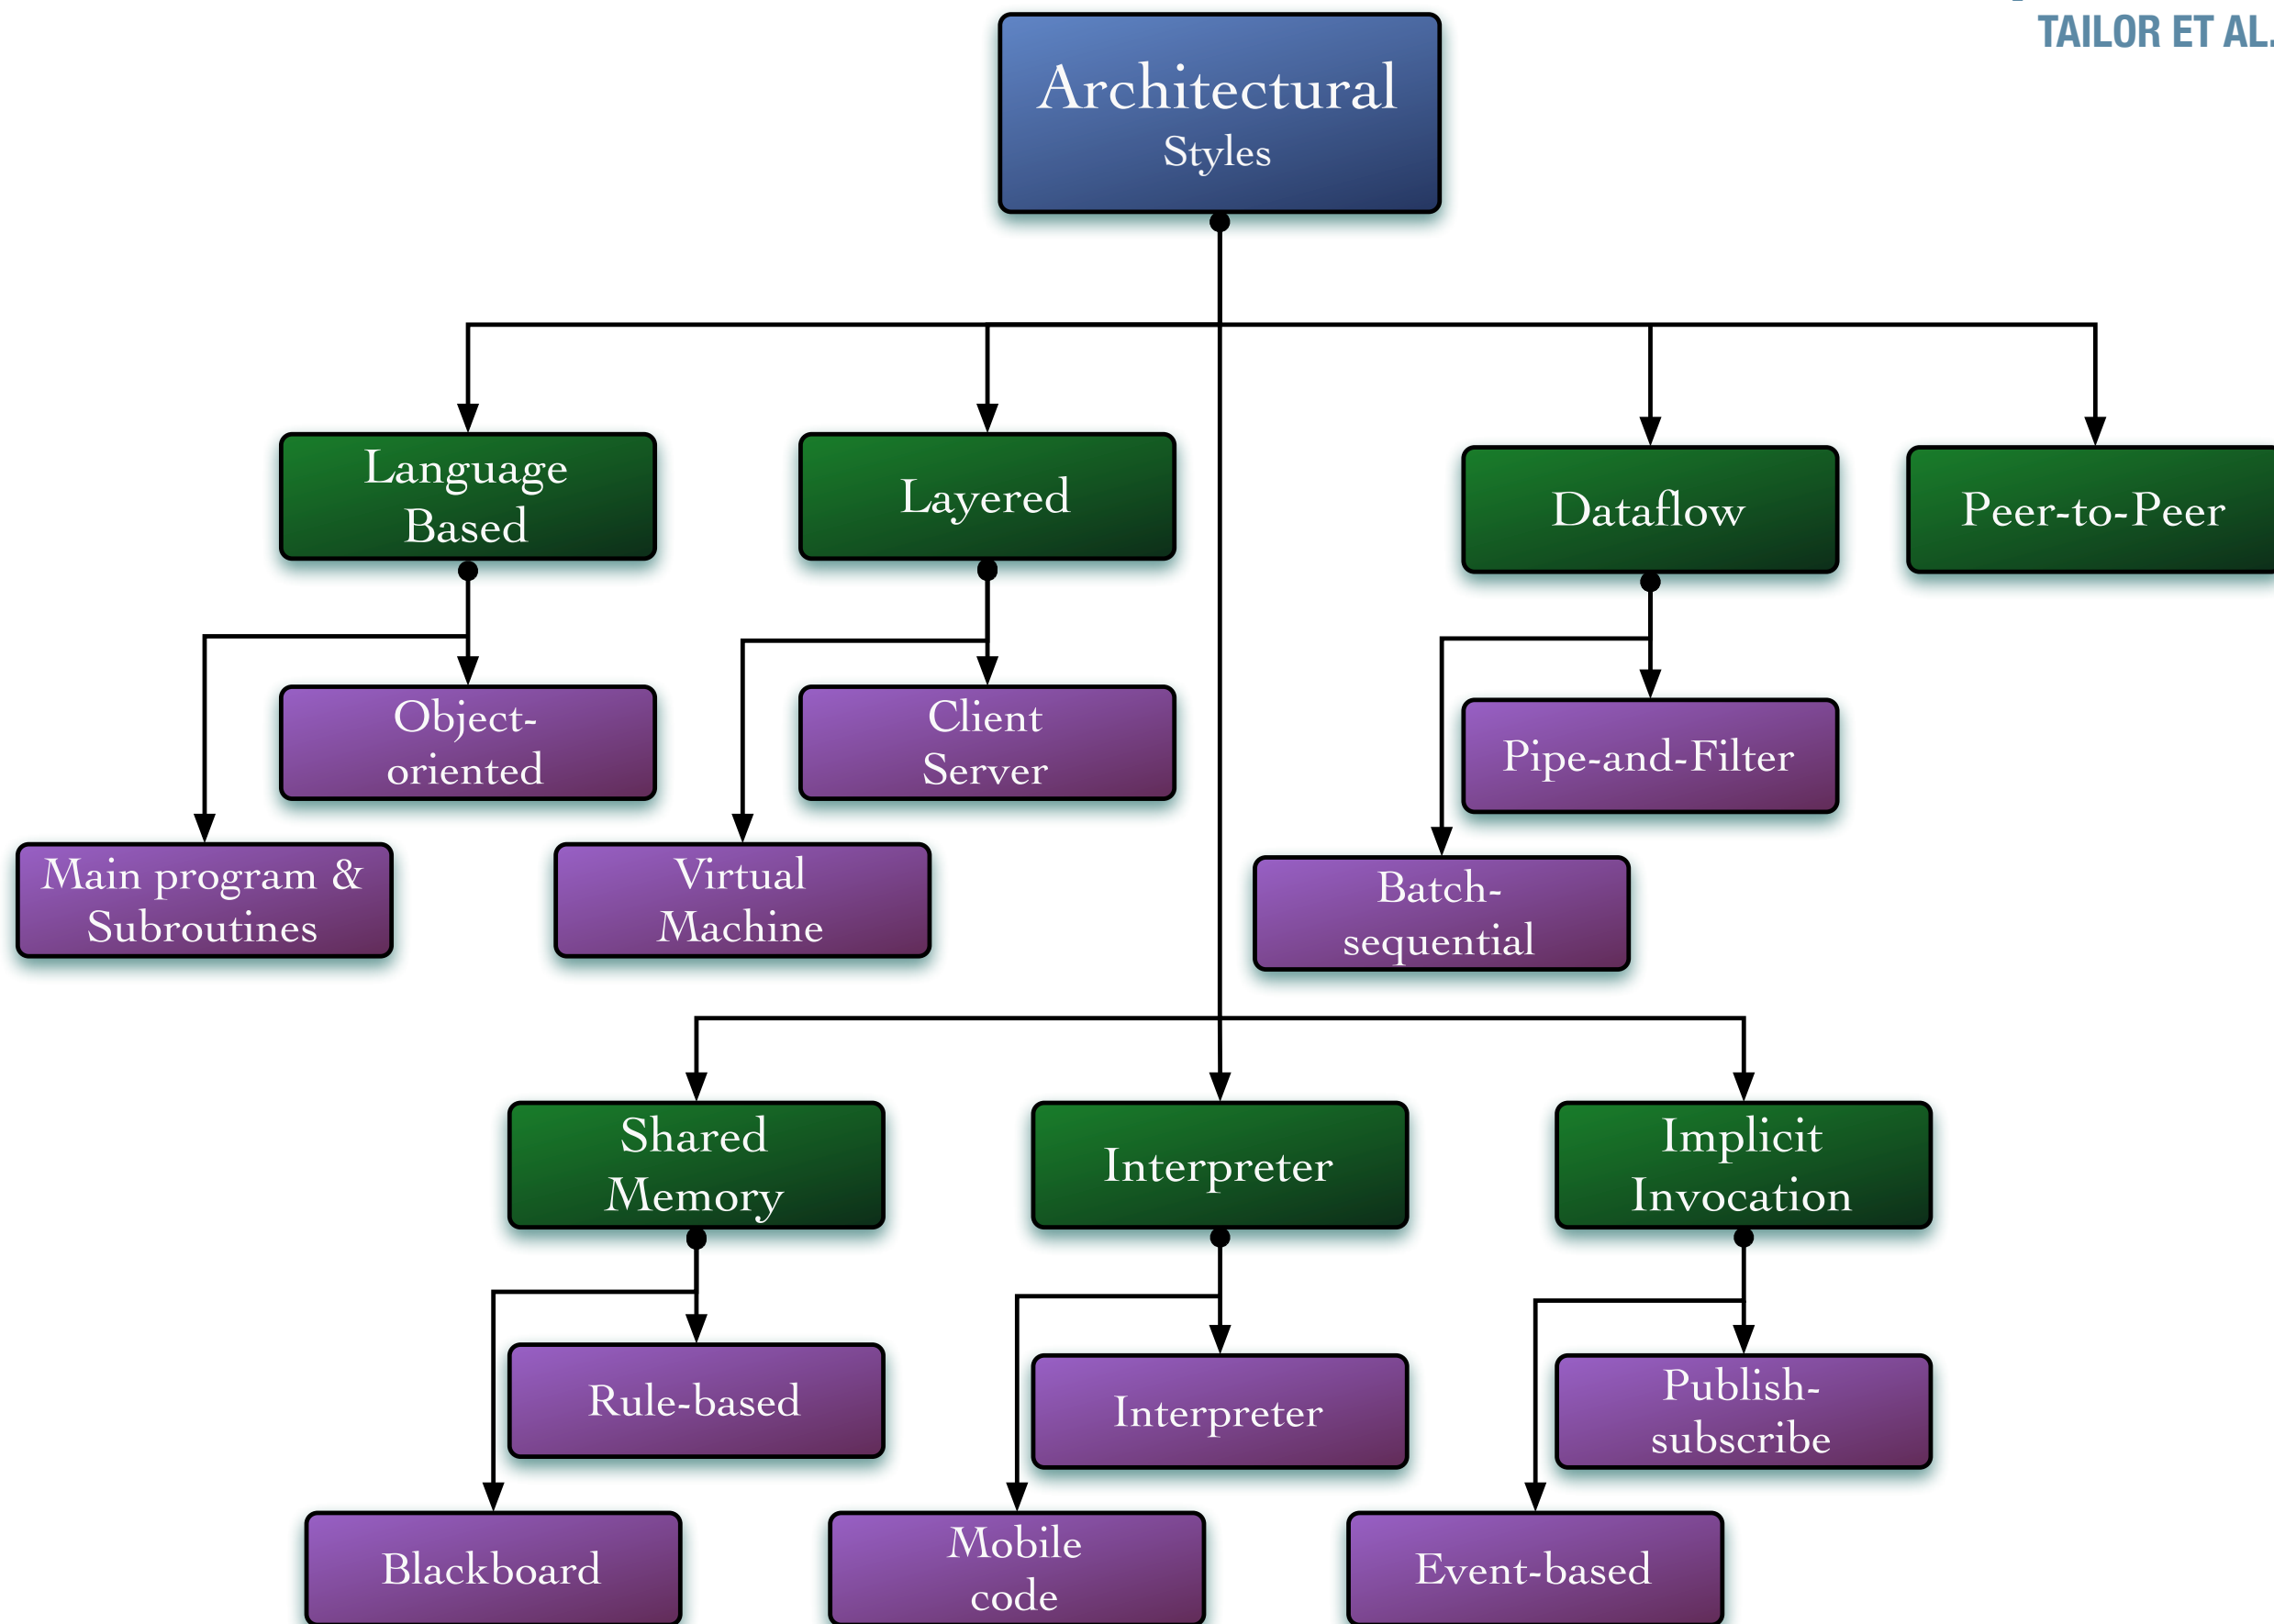 TAILOR ET AL.
Architectural
Styles
Language
Based
Layered
Dataflow
Peer-to-Peer
Object-
oriented
Client
Server
Pipe-and-Filter
Main program &
Subroutines
Virtual
Machine
Batch-
sequential
Shared
Memory
Interpreter
Implicit
Invocation
Rule-based
Interpreter
Publish-
subscribe
Blackboard
Mobile
code
Event-based